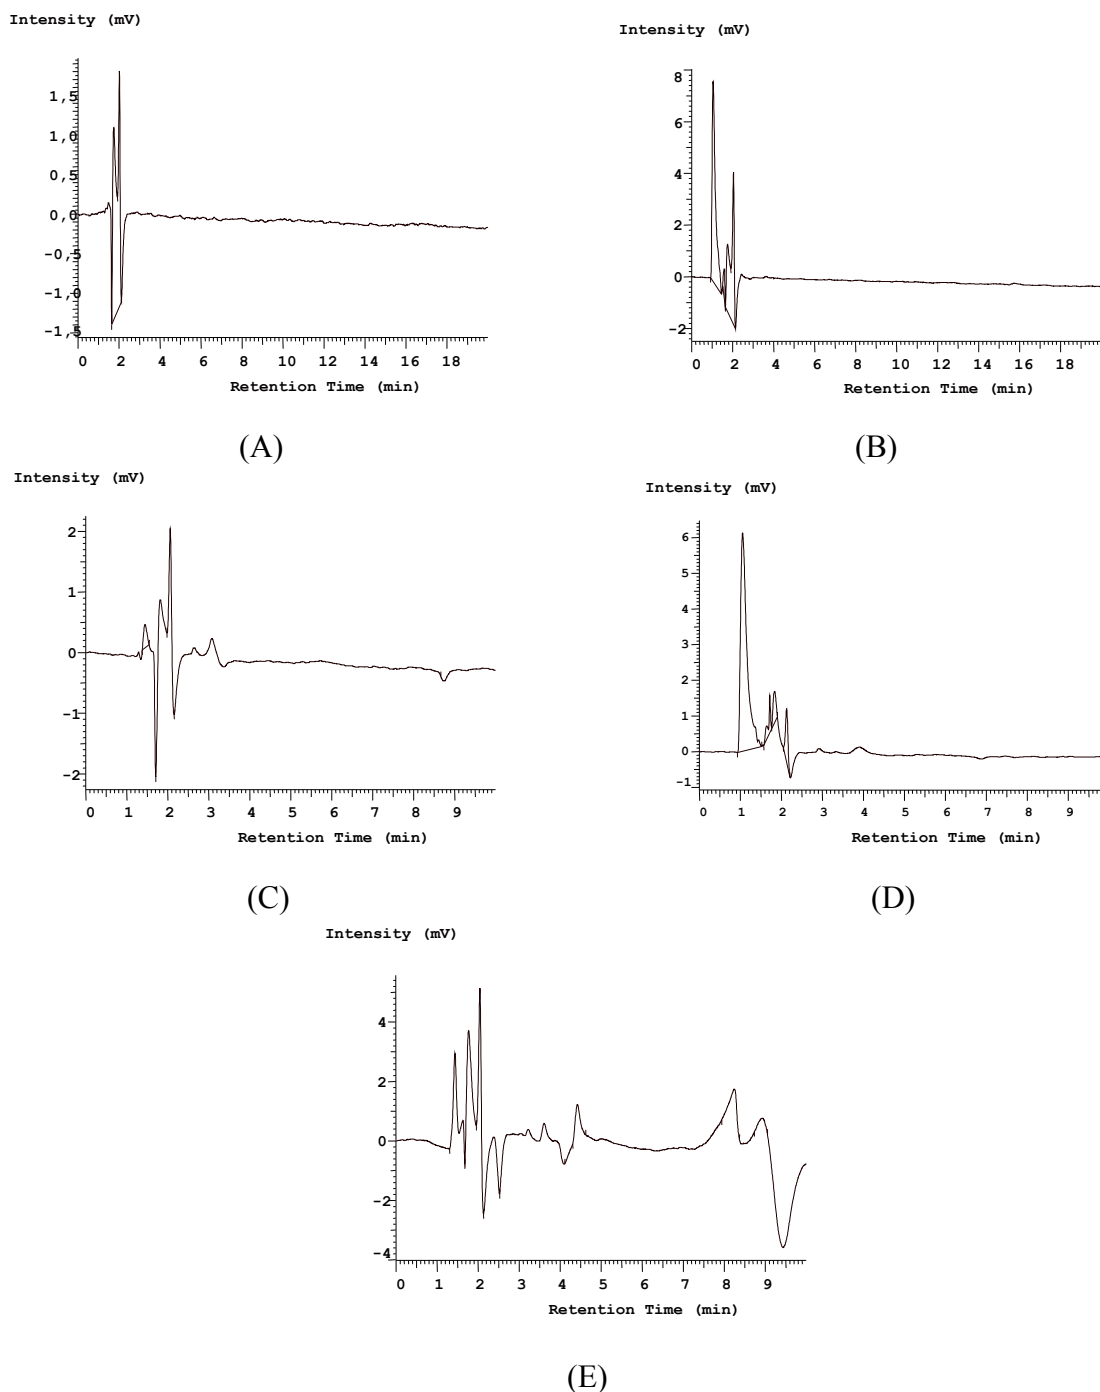 Intensity (mV)
1,5
1,0
0,5
0,0
-0,5
-1,0
-1,5
0 2 4 6 8 10 12 14 16 18
Retention Time (min)
(A)
Intensity (mV)
8
6
4
2
0
-2
0 2 4 6 8 10 12 14 16 18
Retention Time (min)
(B)
Intensity (mV)
2
1
0
-1
-2
0 1 2 3 4 5 6 7 8 9
Retention Time (min)
(C)
Intensity (mV)
6
5
4
3
2
1
0
-1
0 1 2 3 4 5 6 7 8 9
Retention Time (min)
(D)
Intensity (mV)
4
2
0
-2
-4
0 1 2 3 4 5 6 7 8 9
Retention Time (min)
(E)